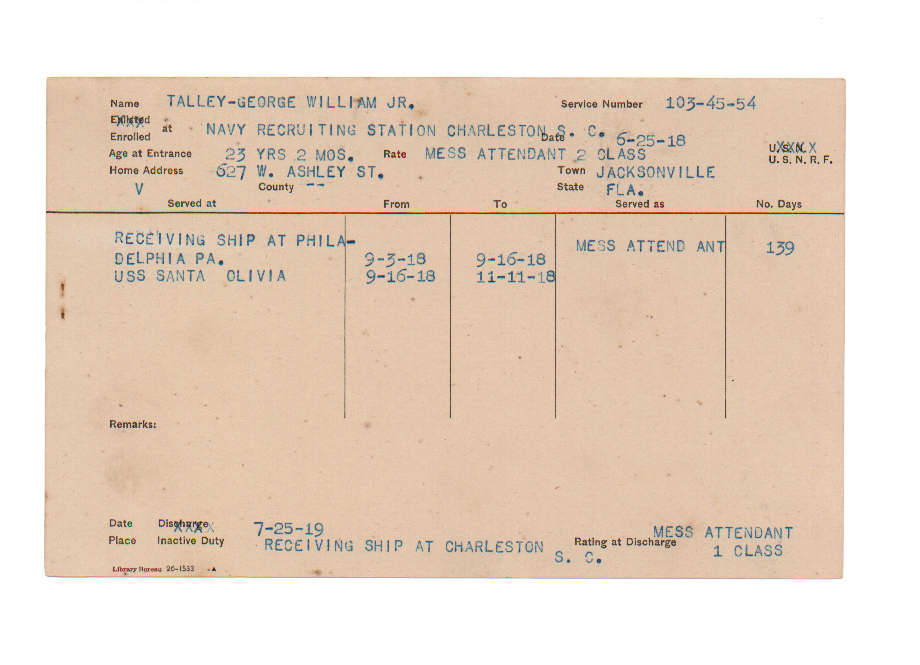 Name TALLEY-GEORGE WILLIAM JR. Service Number 103-45-54
Enlisted
Enrolled at NAVY RECRUITING STATION CHARLESTON S. C. Date 6-25-18
U.S.N.
Age at Entrance 23 YRS 2 MOS. Rate MESS ATTENDANT 2 CLASS U. S. N. R. F.
Home Address 627 W. ASHLEY ST. Town JACKSONVILLE
V County -- State FLA.
Served at From To Served as No. Days
RECEIVING SHIP AT PHILA- MESS ATTEND ANT 139
DELPHIA PA. 9-3-18 9-16-18
USS SANTA OLIVIA 9-16-18 11-11-18
Remarks:
Date Discharge 7-25-19 MESS ATTENDANT
Place Inactive Duty RECEIVING SHIP AT CHARLESTON Rating at Discharge 1 CLASS
S. C.
Library Bureau 26-1533 A